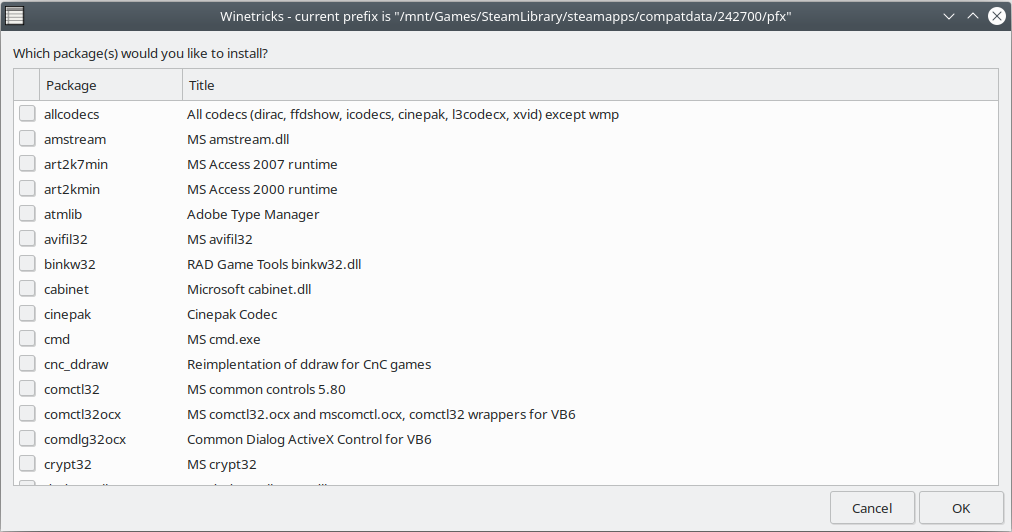 Winetricks - current prefix is "/mnt/Games/SteamLibrary/steamapps/compatdata/242700/pfx"
Which package(s) would you like to install?
Package Title
allcodecs All codecs (dirac, ffdshow, icodecs, cinepak, l3codecx, xvid) except wmp
amstream MS amstream.dll
art2k7min MS Access 2007 runtime
art2kmin MS Access 2000 runtime
atmlib Adobe Type Manager
avifil32 MS avifil32
binkw32 RAD Game Tools binkw32.dll
cabinet Microsoft cabinet.dll
cinepak Cinepak Codec
cmd MS cmd.exe
cnc_ddraw Reimplentation of ddraw for CnC games
comctl32 MS common controls 5.80
comctl32ocx MS comctl32.ocx and mscomctl.ocx, comctl32 wrappers for VB6
comdlg32ocx Common Dialog ActiveX Control for VB6
crypt32 MS crypt32
Cancel OK